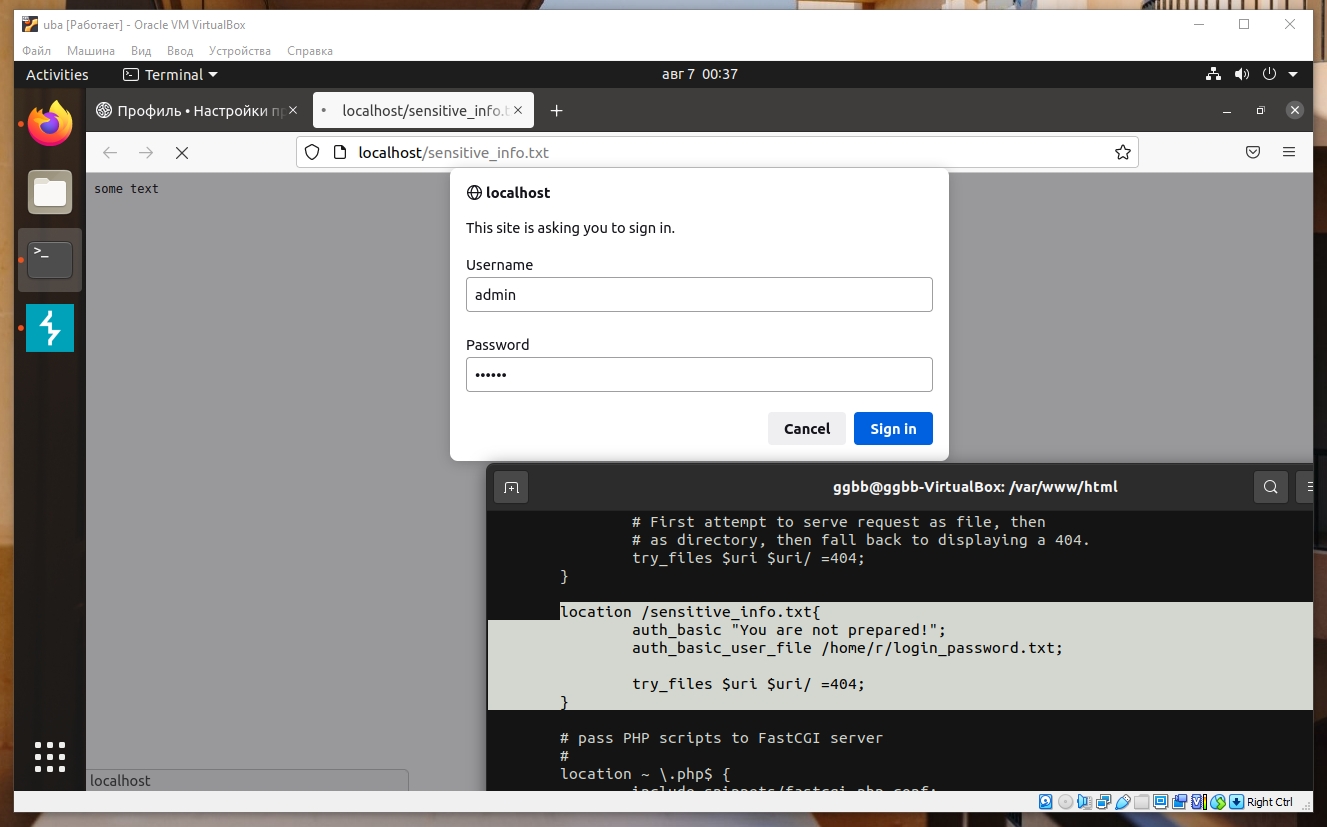 uba [Работает] - Oracle VM VirtualBox
Файл Машина Вид Ввод Устройства Справка
Activities Terminal авг 7 00:37
Профиль • Настройки пр localhost/sensitive_info.t
localhost/sensitive_info.txt
some text
localhost
This site is asking you to sign in.
Username
admin
Password
••••••
Cancel Sign in
ggbb@ggbb-VirtualBox: /var/www/html
# First attempt to serve request as file, then
# as directory, then fall back to displaying a 404.
try_files $uri $uri/ =404;
}
location /sensitive_info.txt{
auth_basic "You are not prepared!";
auth_basic_user_file /home/r/login_password.txt;
try_files $uri $uri/ =404;
}
# pass PHP scripts to FastCGI server
#
location ~ \.php$ {
include snippets/fastcgi-php.conf;
localhost
Right Ctrl